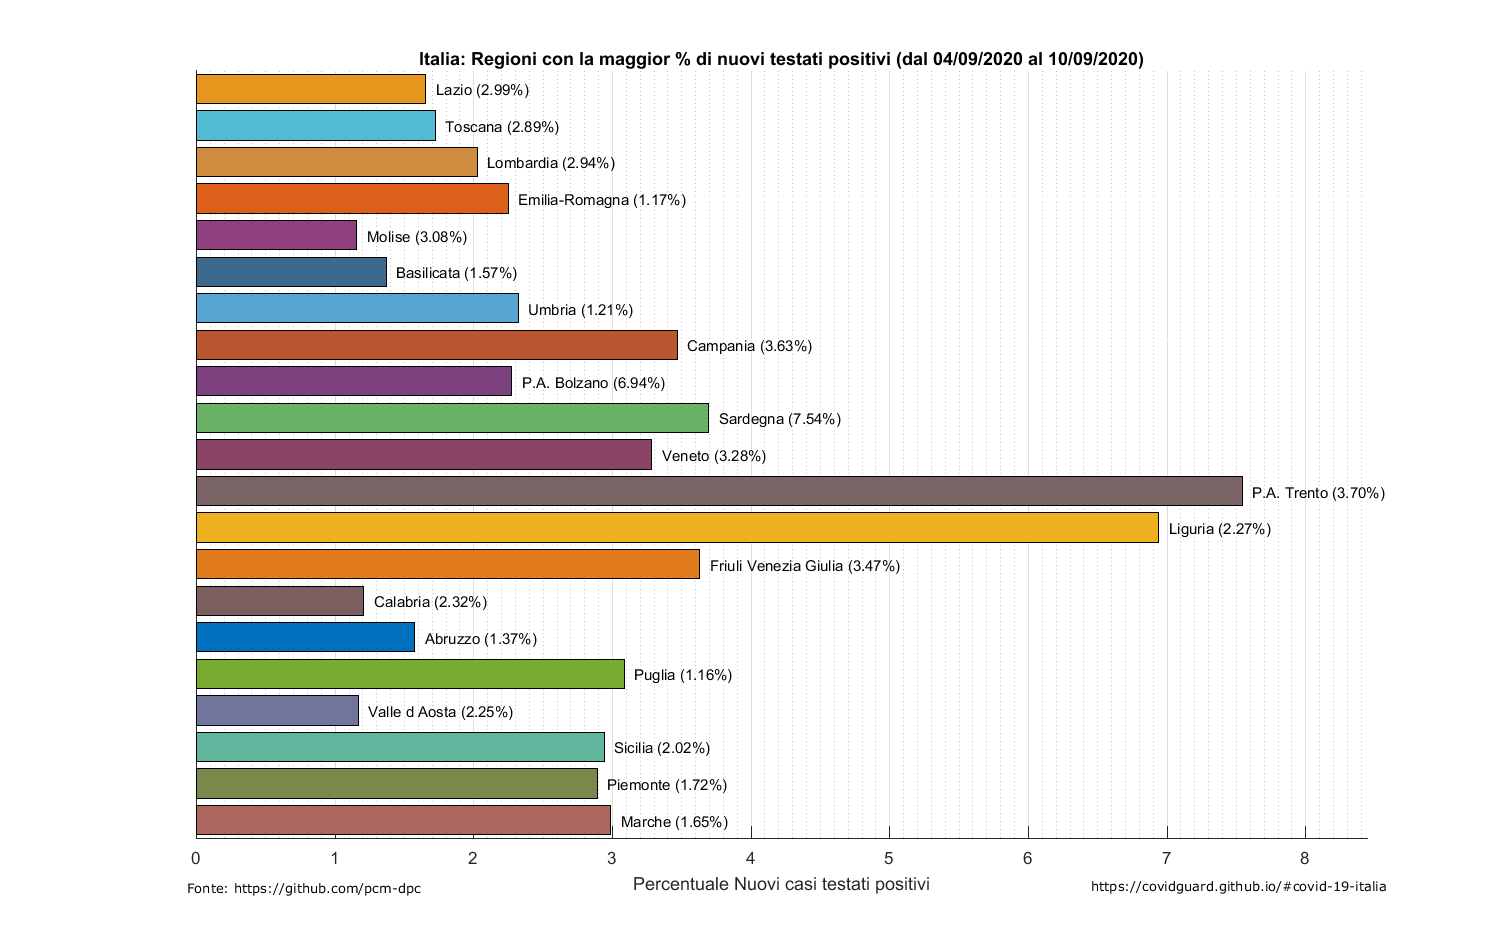 Italia: Regioni con la maggior % di nuovi testati positivi (dal 04/09/2020 al 10/09/2020)
Lazio (2.99%)
Toscana (2.89%)
Lombardia (2.94%)
Emilia-Romagna (1.17%)
Molise (3.08%)
Basilicata (1.57%)
Umbria (1.21%)
Campania (3.63%)
P.A. Bolzano (6.94%)
Sardegna (7.54%)
Veneto (3.28%)
P.A. Trento (3.70%)
Liguria (2.27%)
Friuli Venezia Giulia (3.47%)
Calabria (2.32%)
Abruzzo (1.37%)
Puglia (1.16%)
Valle d Aosta (2.25%)
Sicilia (2.02%)
Piemonte (1.72%)
Marche (1.65%)
0 1 2 3 4 5 6 7 8
Percentuale Nuovi casi testati positivi
Fonte: https://github.com/pcm-dpc
https://covidguard.github.io/#covid-19-italia